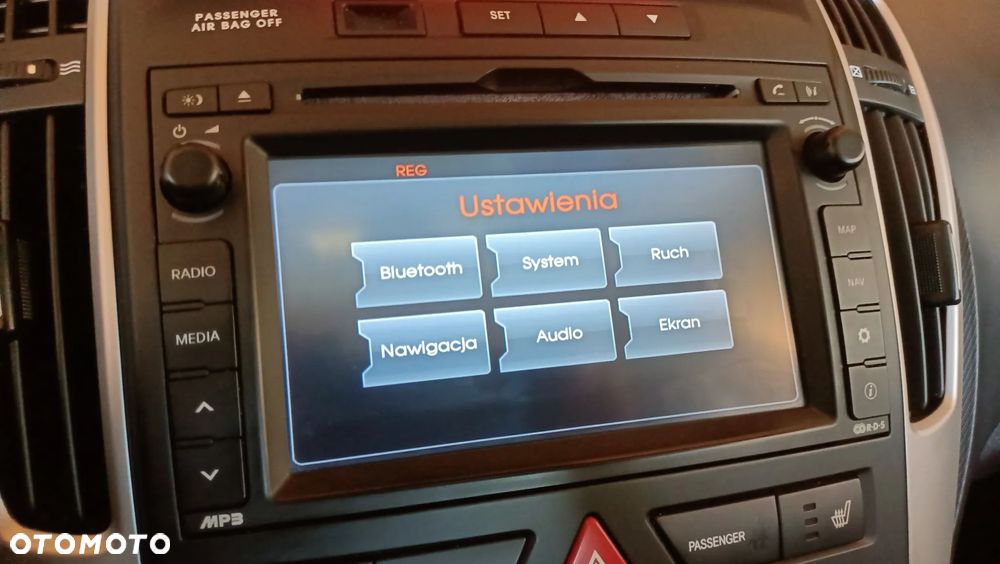 PASSENGER
AIR BAG OFF
SET
REG
Ustawienia
Bluetooth
System
Ruch
Nawigacja
Audio
Ekran
RADIO
MEDIA
MP3
MAP
NAV
R·D·S
PASSENGER
OTOMOTO